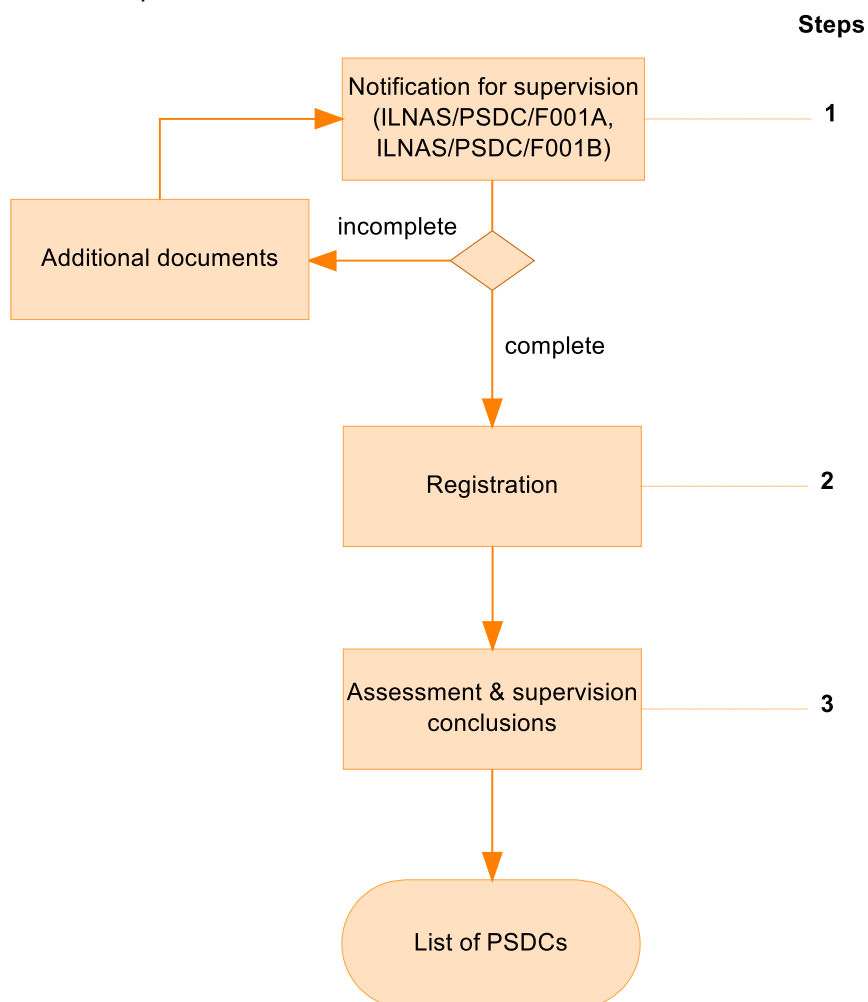 Steps
Notification for supervision
(ILNAS/PSDC/F001A,
ILNAS/PSDC/F001B)
1
incomplete
Additional documents
complete
Registration
2
Assessment & supervision
conclusions
3
List of PSDCs